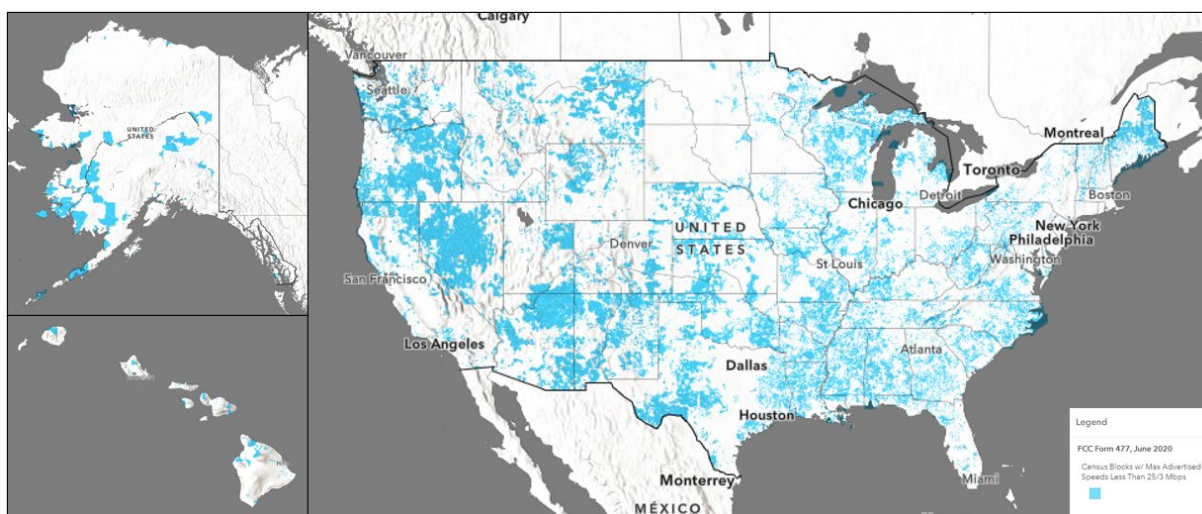 Calgary
Vancouver
Seattle
UNITED
STATES
Montreal
Toronto
Boston
Detroit
Chicago
New York
Philadelphia
UNITED
STATES
Denver
Washington
St Louis
San Francisco
Los Angeles
Atlanta
Dallas
Houston
Monterrey
Miami
MÉXICO
Legend
FCC Form 477, June 2020
Census Blocks w/ Max Advertised
Speeds Less Than 25/3 Mbps